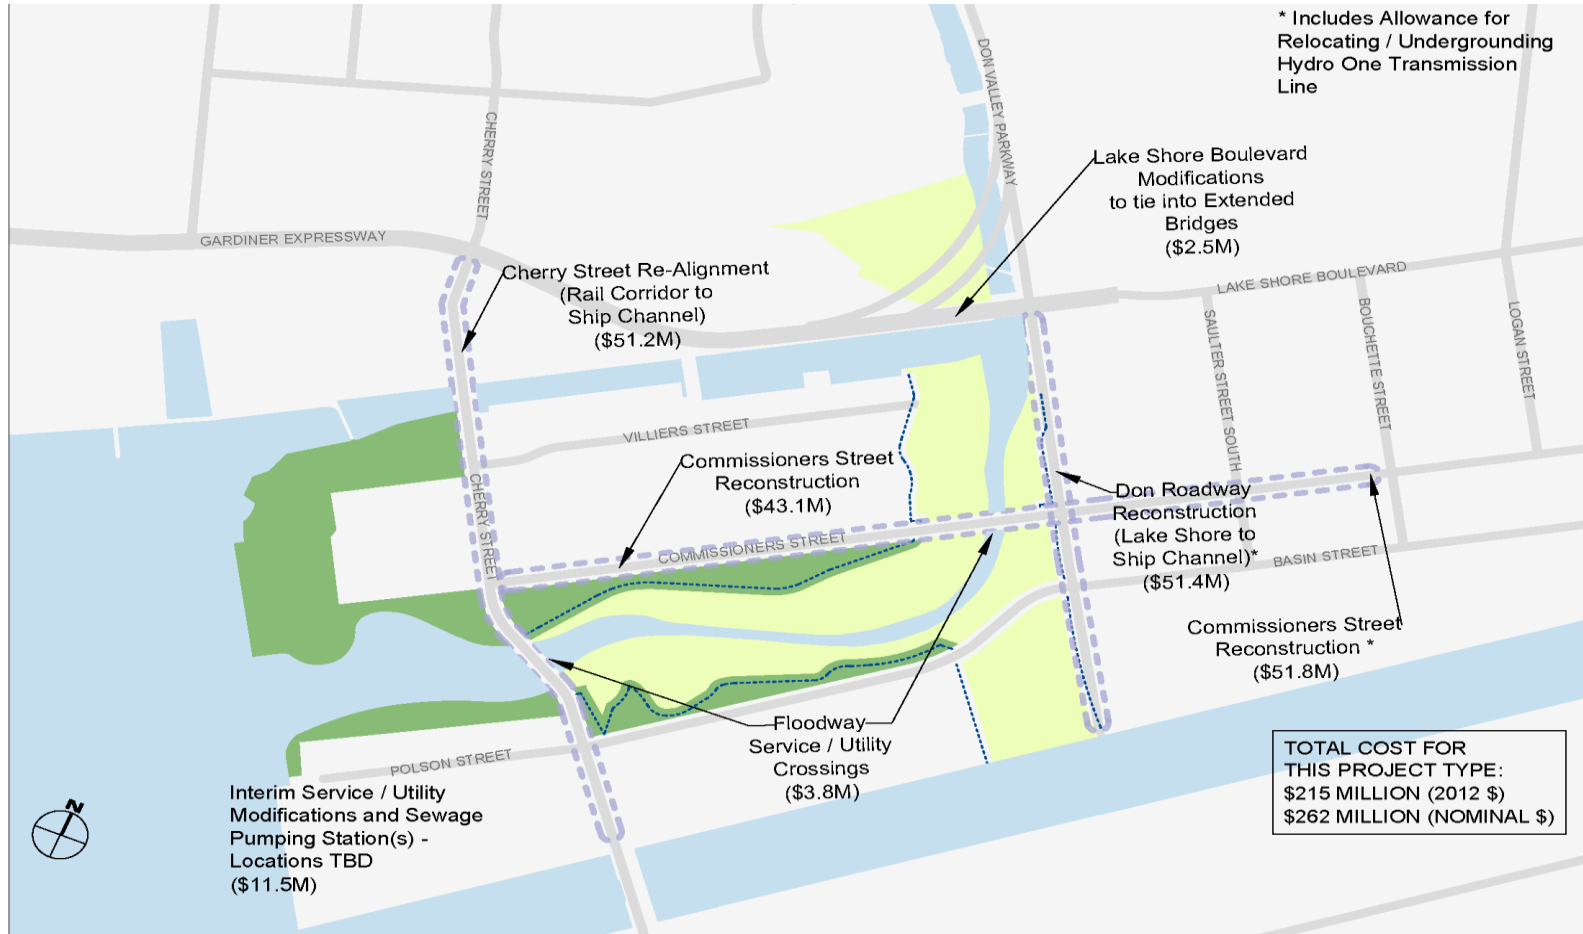 * Includes Allowance for
Relocating / Undergrounding
Hydro One Transmission
Line
DON VALLEY PARKWAY
CHERRY STREET
Lake Shore Boulevard
Modifications
to tie into Extended
Bridges
($2.5M)
GARDINER EXPRESSWAY
Cherry Street Re-Alignment
(Rail Corridor to
Ship Channel)
($51.2M)
LAKE SHORE BOULEVARD
SAULTER STREET SOUTH
BOUCHETTE STREET
LOGAN STREET
VILLIERS STREET
Commissioners Street
Reconstruction
($43.1M)
CHERRY STREET
Don Roadway
Reconstruction
(Lake Shore to
Ship Channel)*
($51.4M)
COMMISSIONERS STREET
BASIN STREET
Commissioners Street
Reconstruction *
($51.8M)
Floodway
Service / Utility
Crossings
($3.8M)
POLSON STREET
Interim Service / Utility
Modifications and Sewage
Pumping Station(s) -
Locations TBD
($11.5M)
N
TOTAL COST FOR
THIS PROJECT TYPE:
$215 MILLION (2012 $)
$262 MILLION (NOMINAL $)